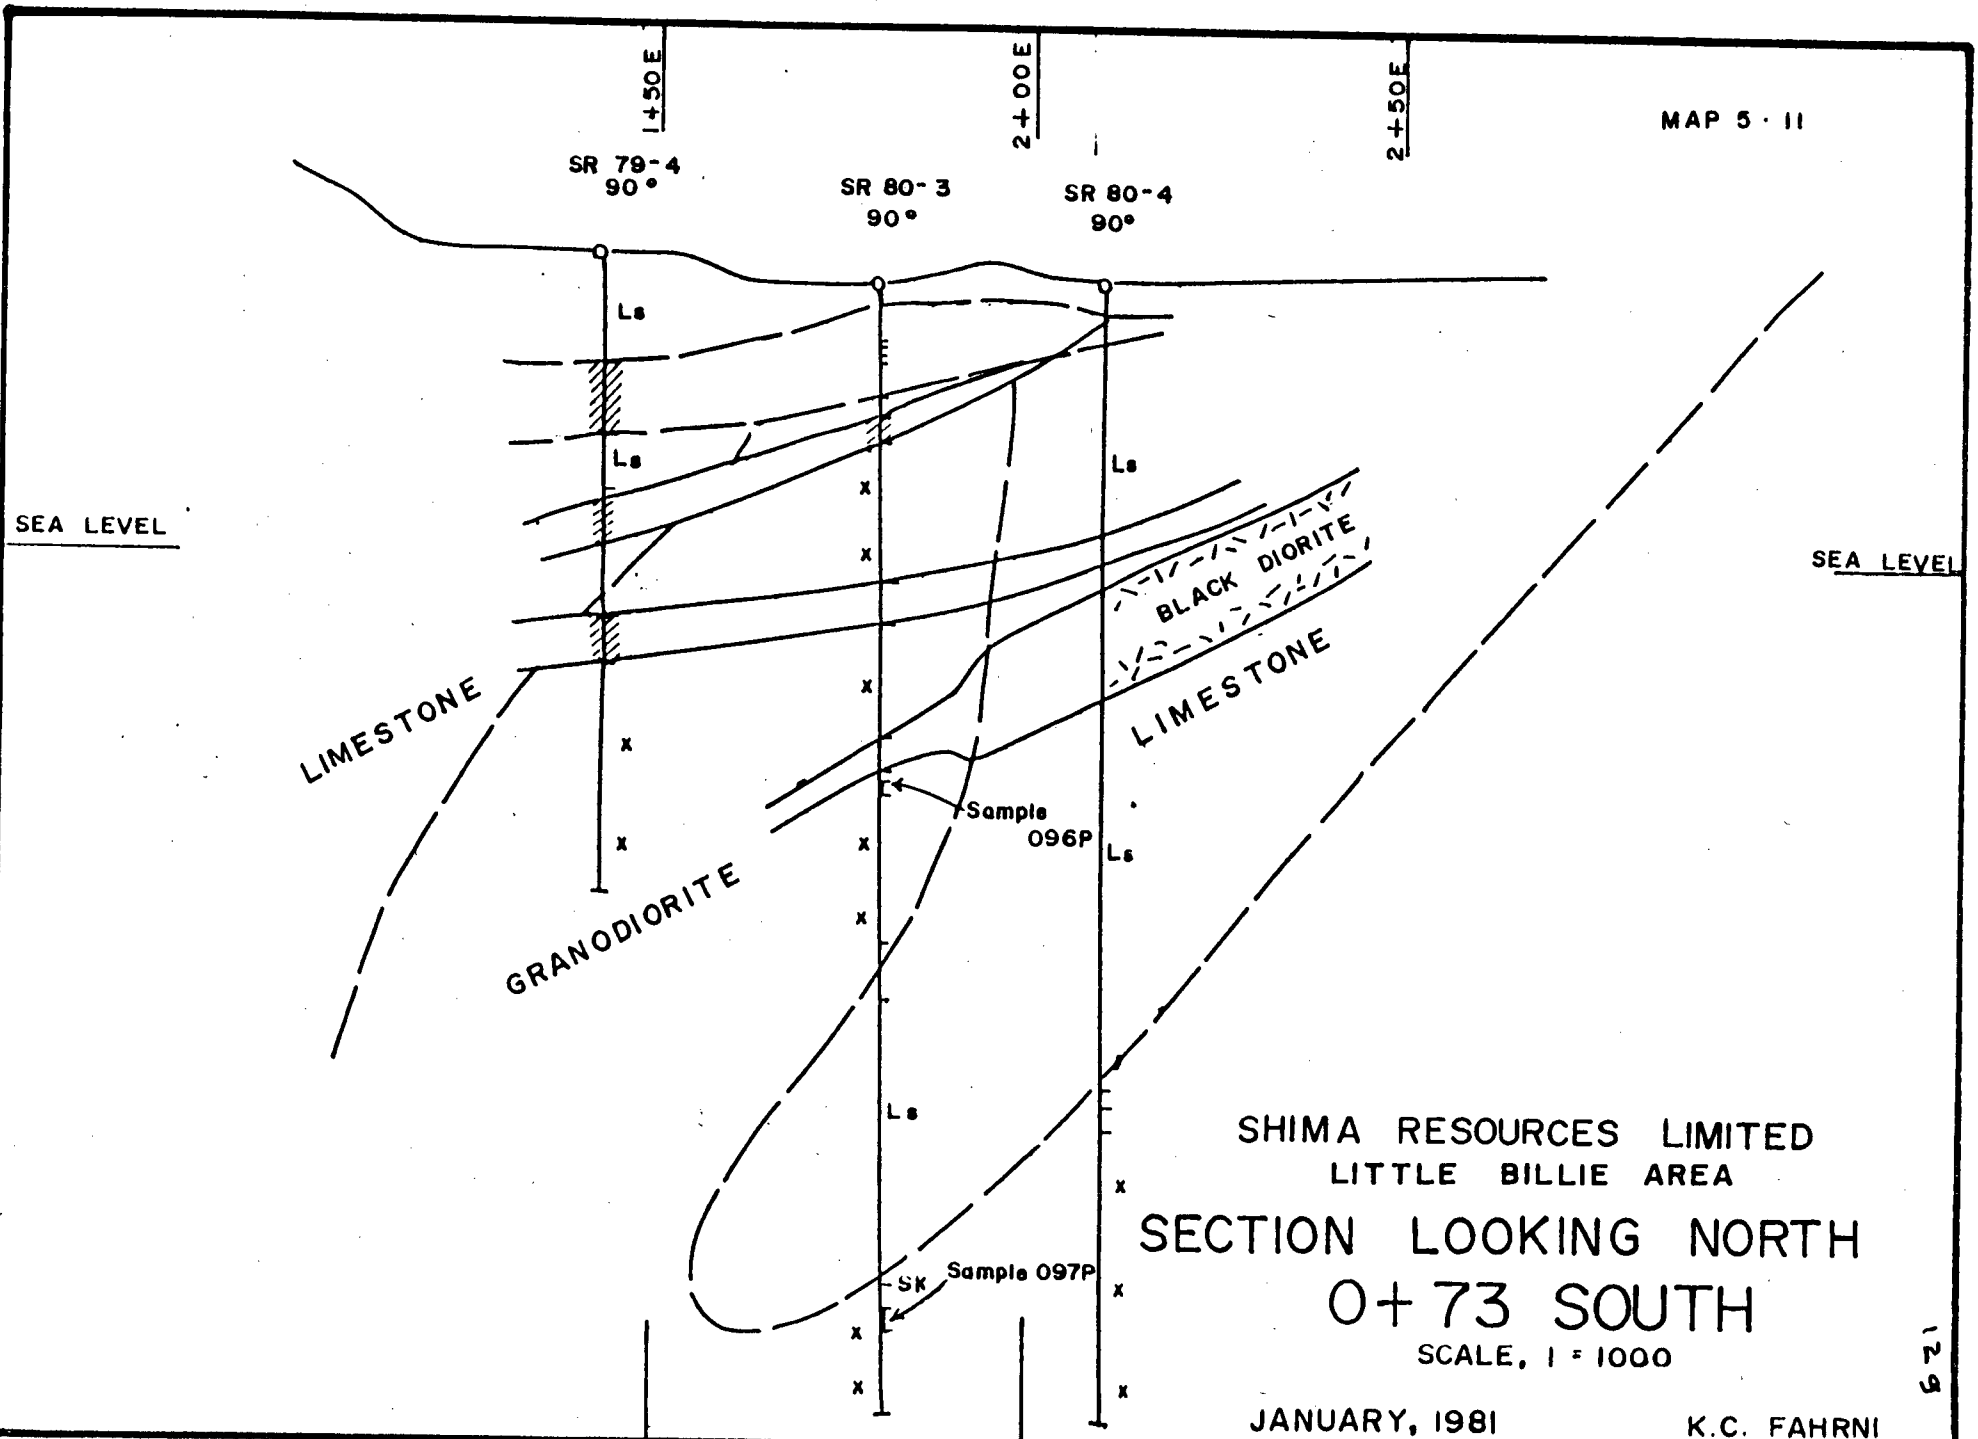 1+50E
2+00E
2+50E
MAP 5·11
SR 79-4
90°
SR 80-3
90°
SR 80-4
90°
Ls
Ls
Ls
SEA LEVEL
SEA LEVEL
BLACK DIORITE
LIMESTONE
LIMESTONE
x
x
x
x
x
Sample
096P
x
Ls
x
GRANODIORITE
Ls
x
SK
Sample 097P
x
x
x
x
SHIMA RESOURCES LIMITED
LITTLE BILLIE AREA
SECTION LOOKING NORTH
0+73 SOUTH
SCALE, 1 = 1000
JANUARY, 1981
K.C. FAHRNI
129